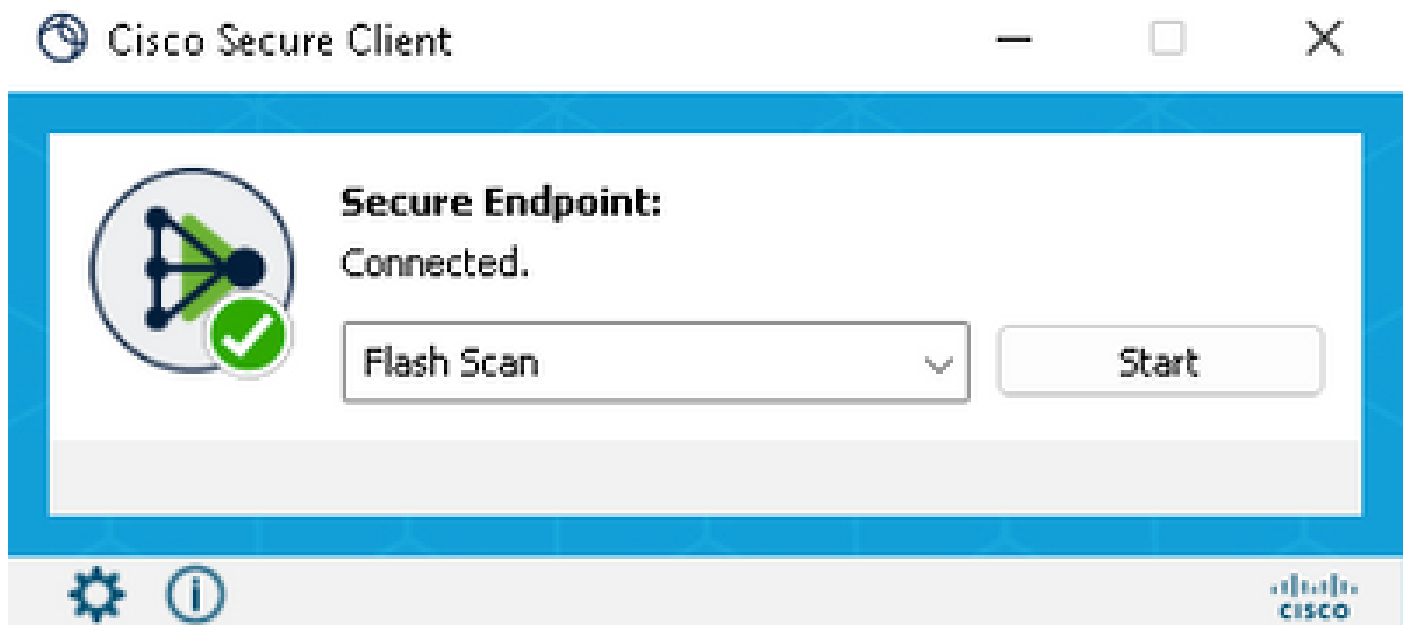 Cisco Secure Client
Secure Endpoint:
Connected.
Flash Scan
Start
CISCO